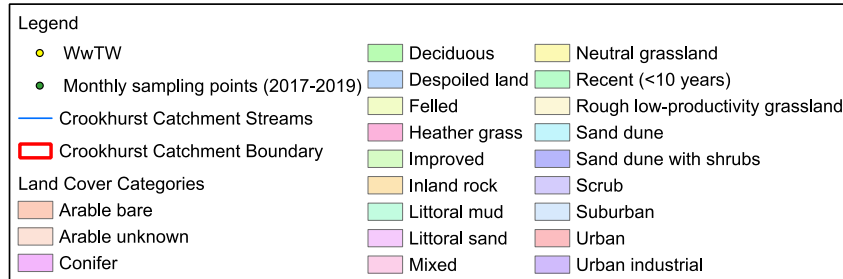 Legend
WwTW
Monthly sampling points (2017-2019)
Crookhurst Catchment Streams
Crookhurst Catchment Boundary
Land Cover Categories
Arable bare
Arable unknown
Conifer
Deciduous
Despoiled land
Felled
Heather grass
Improved
Inland rock
Littoral mud
Littoral sand
Mixed
Neutral grassland
Recent (<10 years)
Rough low-productivity grassland
Sand dune
Sand dune with shrubs
Scrub
Suburban
Urban
Urban industrial